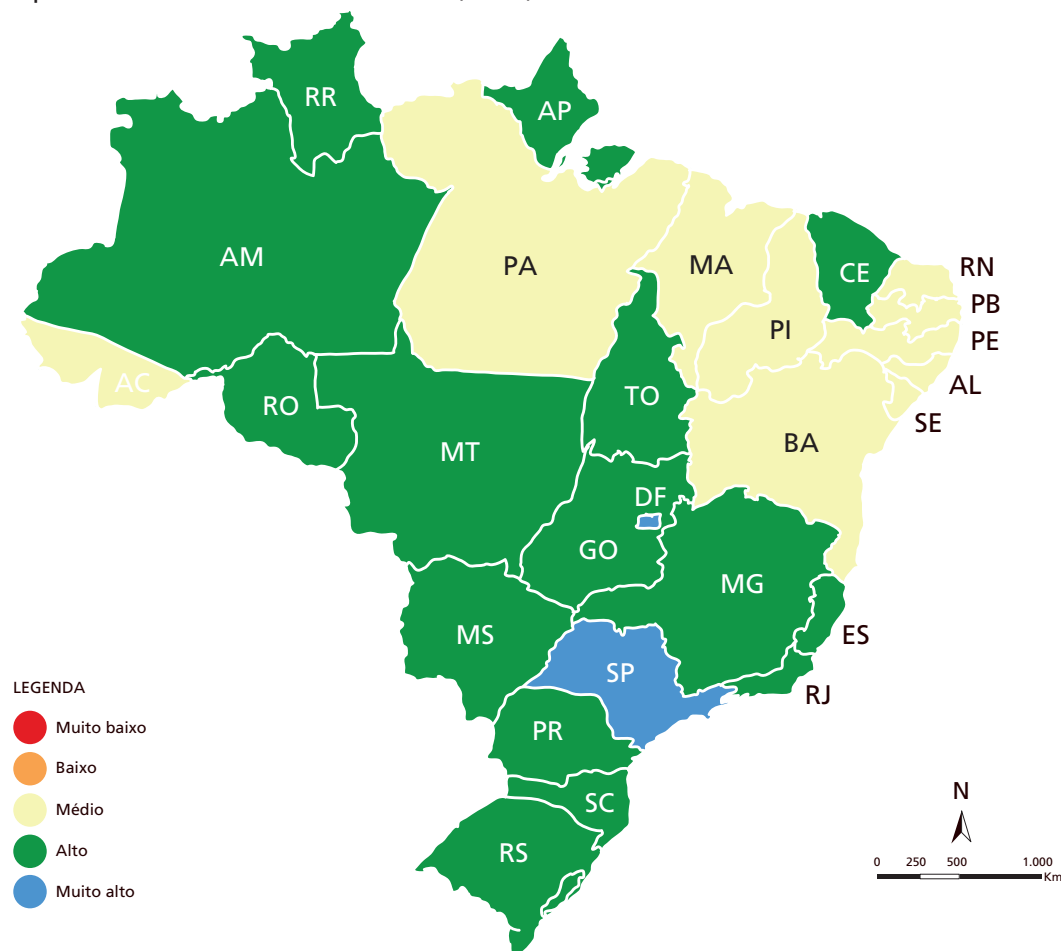 RR
AP
AM
PA
MA
CE
RN
PB
PI
PE
AC
AL
RO
TO
SE
MT
BA
DF
GO
MG
MS
ES
SP
RJ
PR
SC
RS
LEGENDA
Muito baixo
Baixo
Médio
Alto
Muito alto
N
0 250 500 1.000
Km